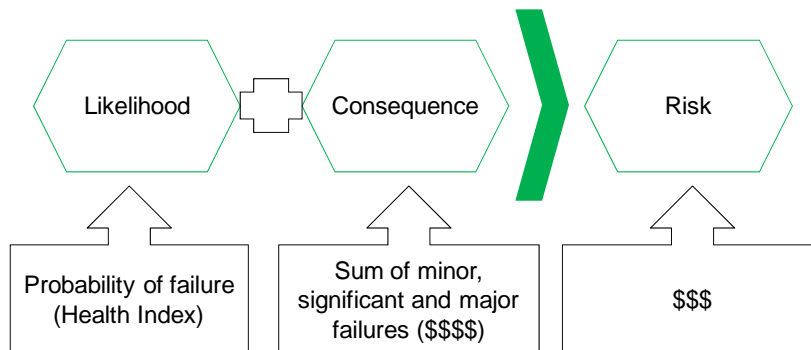 Likelihood
Consequence
Risk
Probability of failure
(Health Index)
Sum of minor,
significant and major
failures ($$$$)
$$$